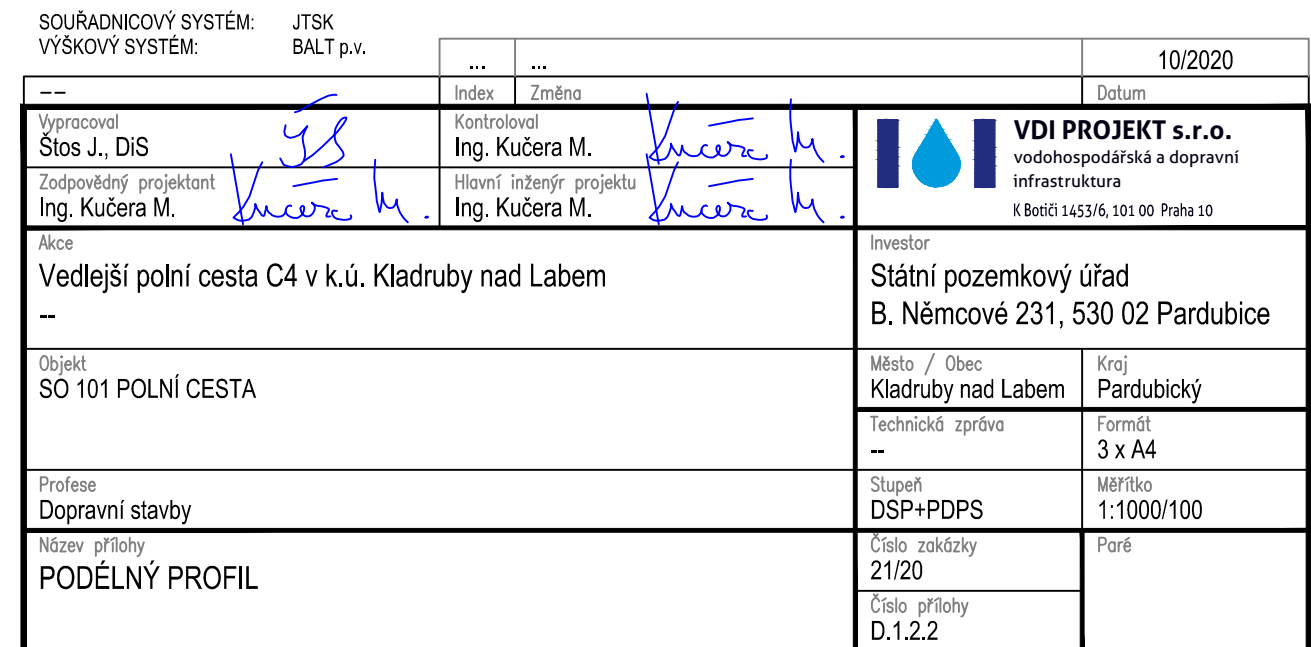 SOUŘADNICOVÝ SYSTÉM: JTSK
VÝŠKOVÝ SYSTÉM: BALT p.v.
... ... 10/2020
-- Index Změna Datum
Vypracoval
Štos J., DiS
Kontroloval
Ing. Kučera M.
Kučera M.
Zodpovědný projektant
Ing. Kučera M.
Kučera M.
Hlavní inženýr projektu
Ing. Kučera M.
Kučera M.
VDI PROJEKT s.r.o.
vodohospodářská a dopravní
infrastruktura
K Botiči 1453/6, 101 00 Praha 10
Akce
Vedlejší polní cesta C4 v k.ú. Kladruby nad Labem
--
Investor
Státní pozemkový úřad
B. Němcové 231, 530 02 Pardubice
Objekt
SO 101 POLNÍ CESTA
Město / Obec
Kladruby nad Labem
Kraj
Pardubický
Technická zpráva
--
Formát
3 x A4
Profese
Dopravní stavby
Stupeň
DSP+PDPS
Měřítko
1:1000/100
Název přílohy
PODÉLNÝ PROFIL
Číslo zakázky
21/20
Paré
Číslo přílohy
D.1.2.2